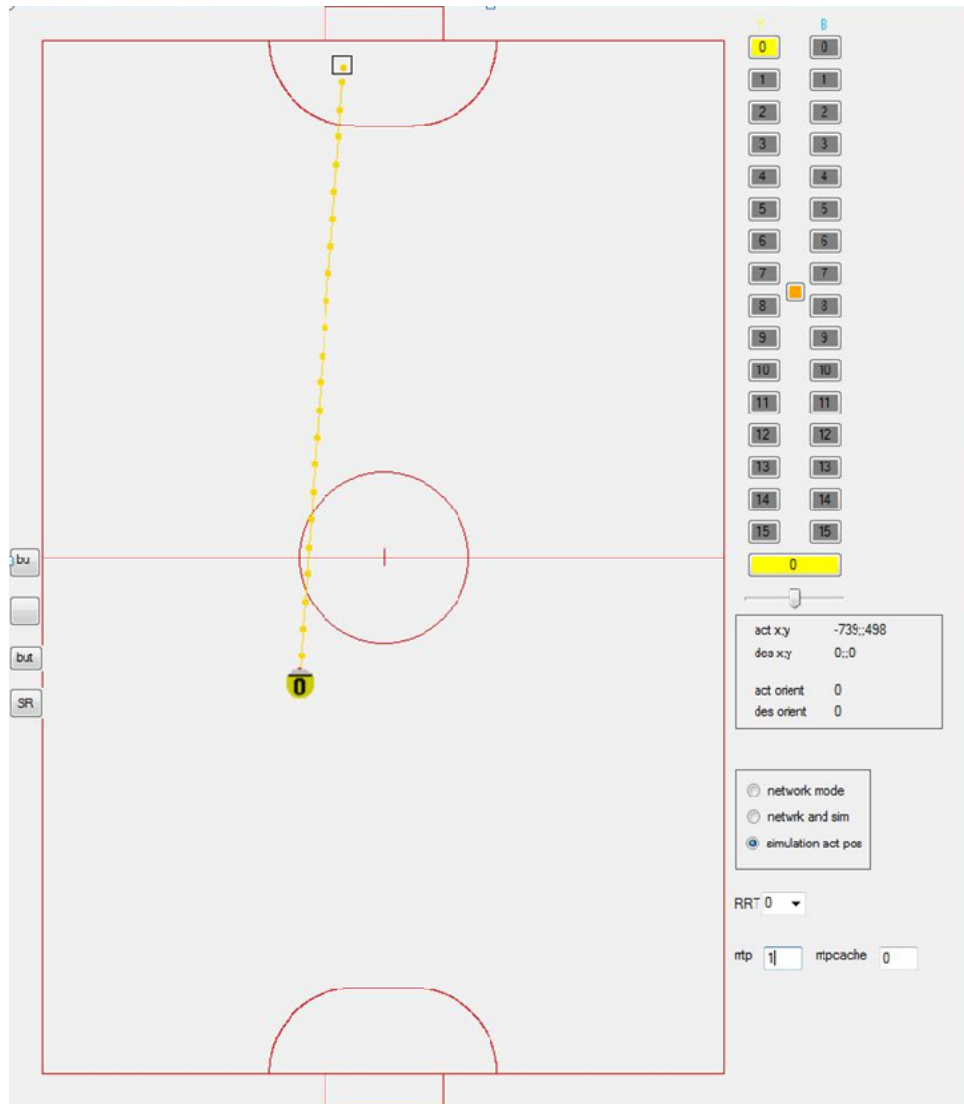 Y B
0 0
1 1
2 2
3 3
4 4
5 5
6 6
7 7
8 8
9 9
10 10
11 11
12 12
13 13
14 14
15 15
0
bu
but
SR
0
act x;y -739;;498
des x;y 0;;0
act orient 0
des orient 0
network mode
netwrk and sim
simulation act pos
RRT 0
rrtp 1 rrtpcache 0